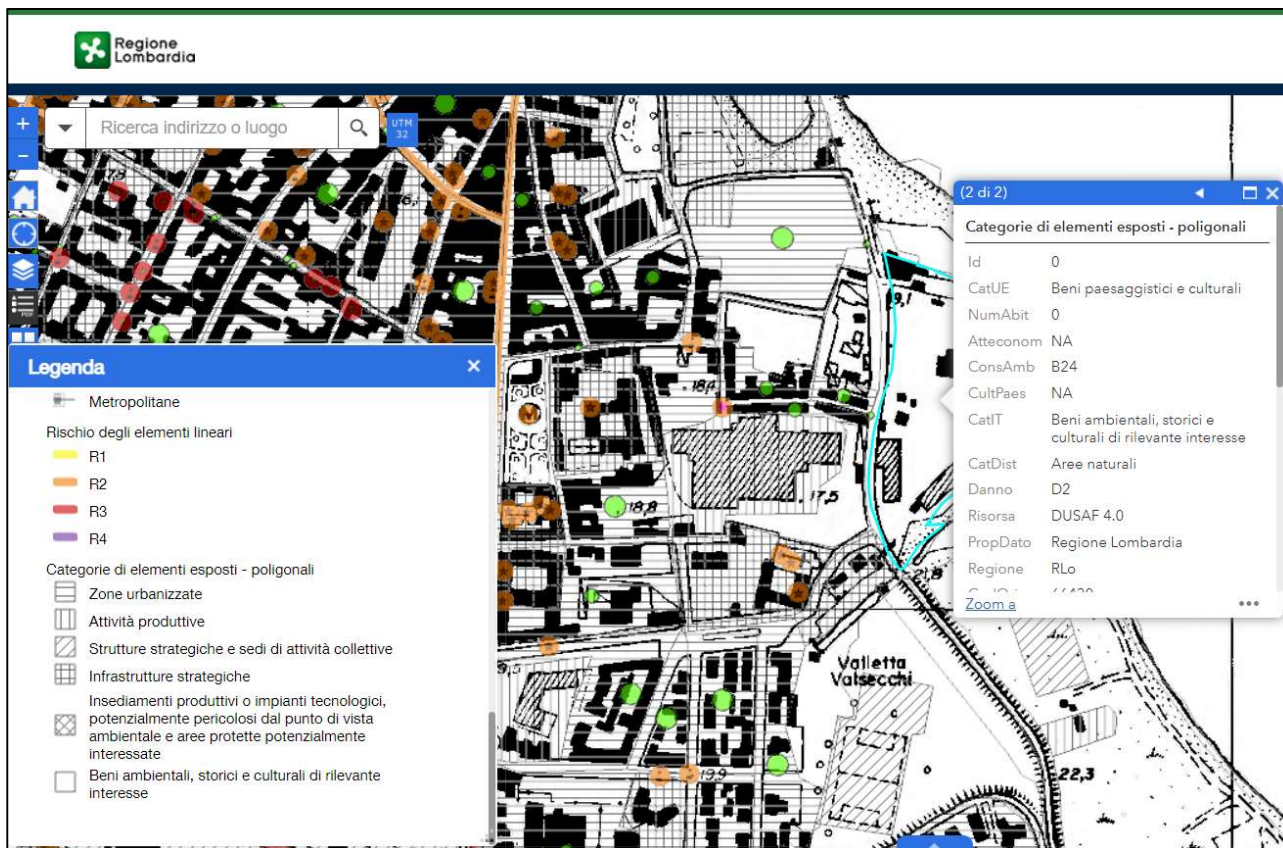 Regione
Lombardia
+
Ricerca indirizzo o luogo
UTM
32
−
(2 di 2)
Categorie di elementi esposti - poligonali
Id 0
CatUE Beni paesaggistici e culturali
NumAbit 0
Atteconom NA
ConsAmb B24
CultPaes NA
CatIT Beni ambientali, storici e
culturali di rilevante interesse
CatDist Aree naturali
Danno D2
Risorsa DUSAF 4.0
PropDato Regione Lombardia
Regione RLo
Zoom a
Legenda
Metropolitane
Rischio degli elementi lineari
R1
R2
R3
R4
Categorie di elementi esposti - poligonali
Zone urbanizzate
Attività produttive
Strutture strategiche e sedi di attività collettive
Infrastrutture strategiche
Insediamenti produttivi o impianti tecnologici,
potenzialmente pericolosi dal punto di vista
ambientale e aree protette potenzialmente
interessate
Beni ambientali, storici e culturali di rilevante
interesse
18,4
17,5
18,8
Valletta
Valsecchi
19,9
22,3